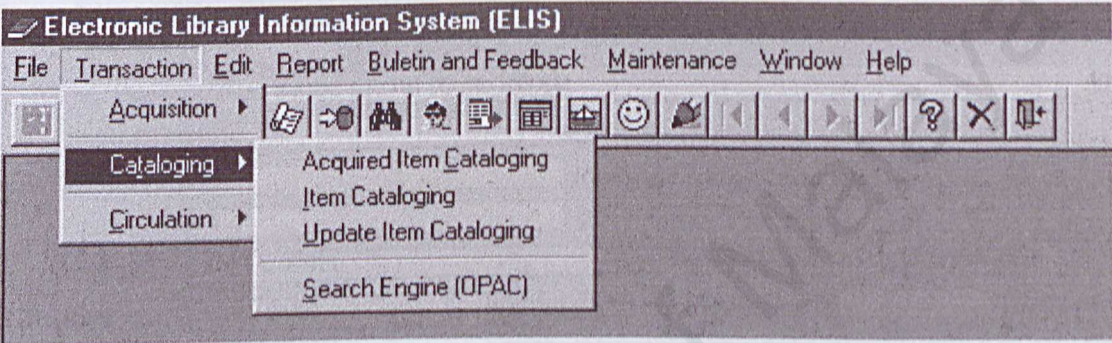 Electronic Library Information System (ELIS)
File Transaction Edit Report Buletin and Feedback Maintenance Window Help
Acquisition
Cataloging
Circulation
Acquired Item Cataloging
Item Cataloging
Update Item Cataloging
Search Engine (OPAC)